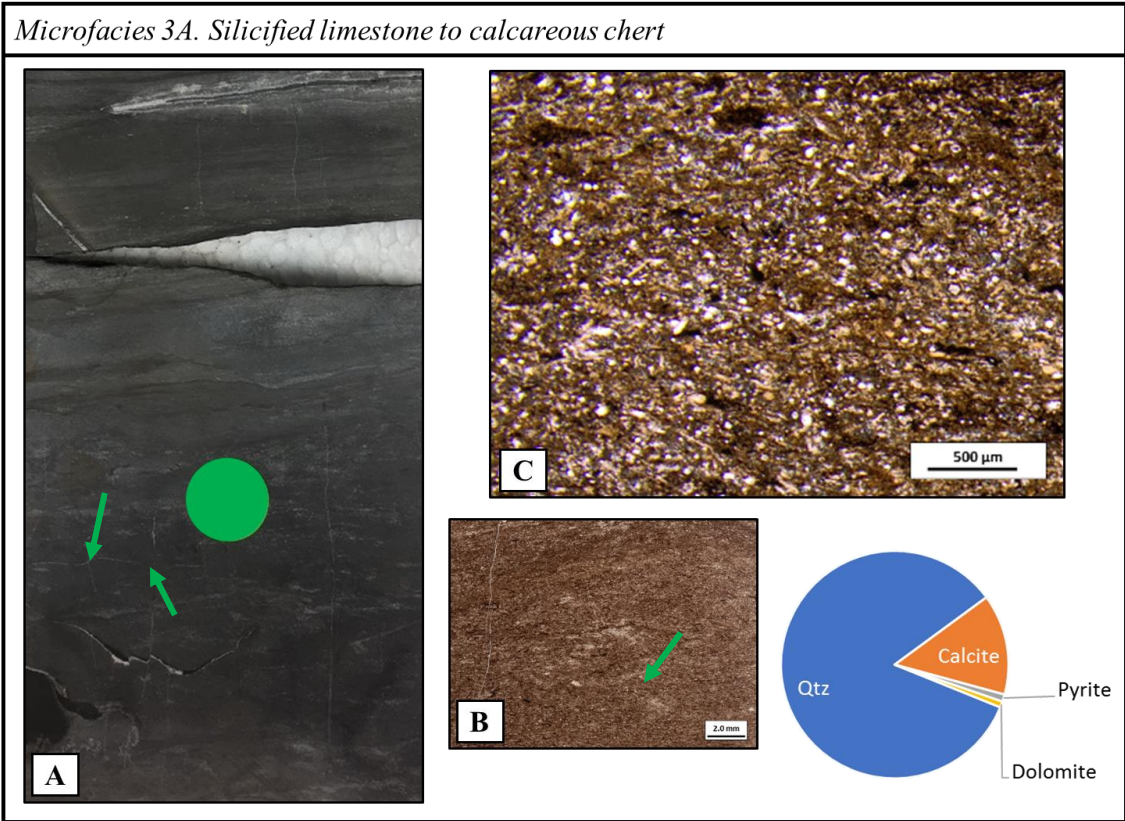 Microfacies 3A. Silicified limestone to calcareous chert
A
C
500 µm
B
2.0 mm
Qtz
Calcite
Pyrite
Dolomite